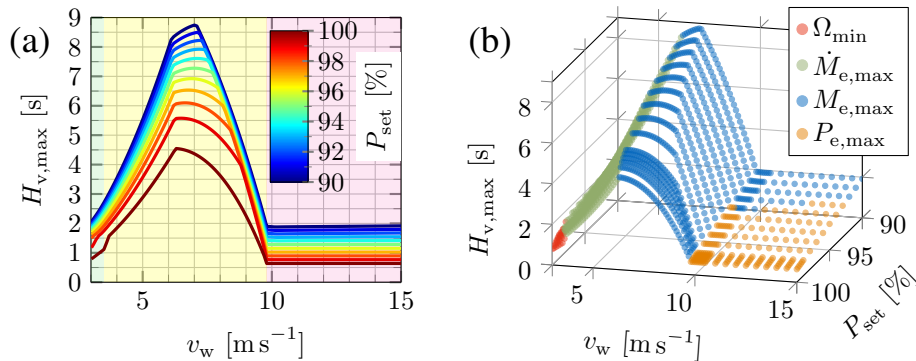 (a)
9
8
7
6
5
4
3
2
1
0
H_v,max [s]
5 10 15
v_w [m s⁻¹]
100
98
96
94
92
90
P_set [%]
(b)
Ω_min
Ṁ_e,max
M_e,max
P_e,max
8
6
4
2
0
H_v,max [s]
5 10 15
v_w [m s⁻¹]
90
95
100
P_set [%]